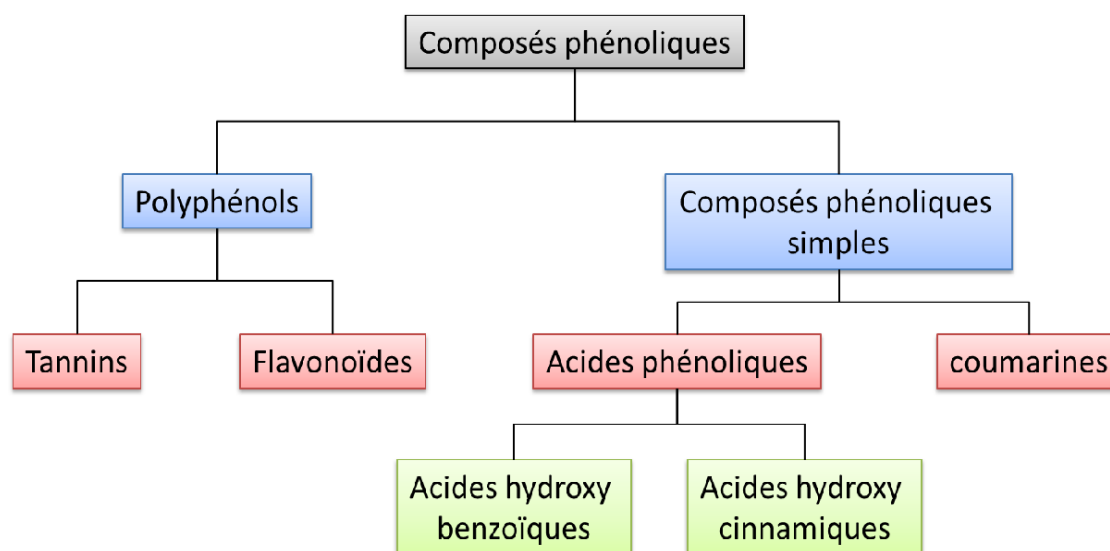 Composés phénoliques
Polyphénols
Composés phénoliques
simples
Tannins
Flavonoïdes
Acides phénoliques
coumarines
Acides hydroxy
benzoïques
Acides hydroxy
cinnamiques